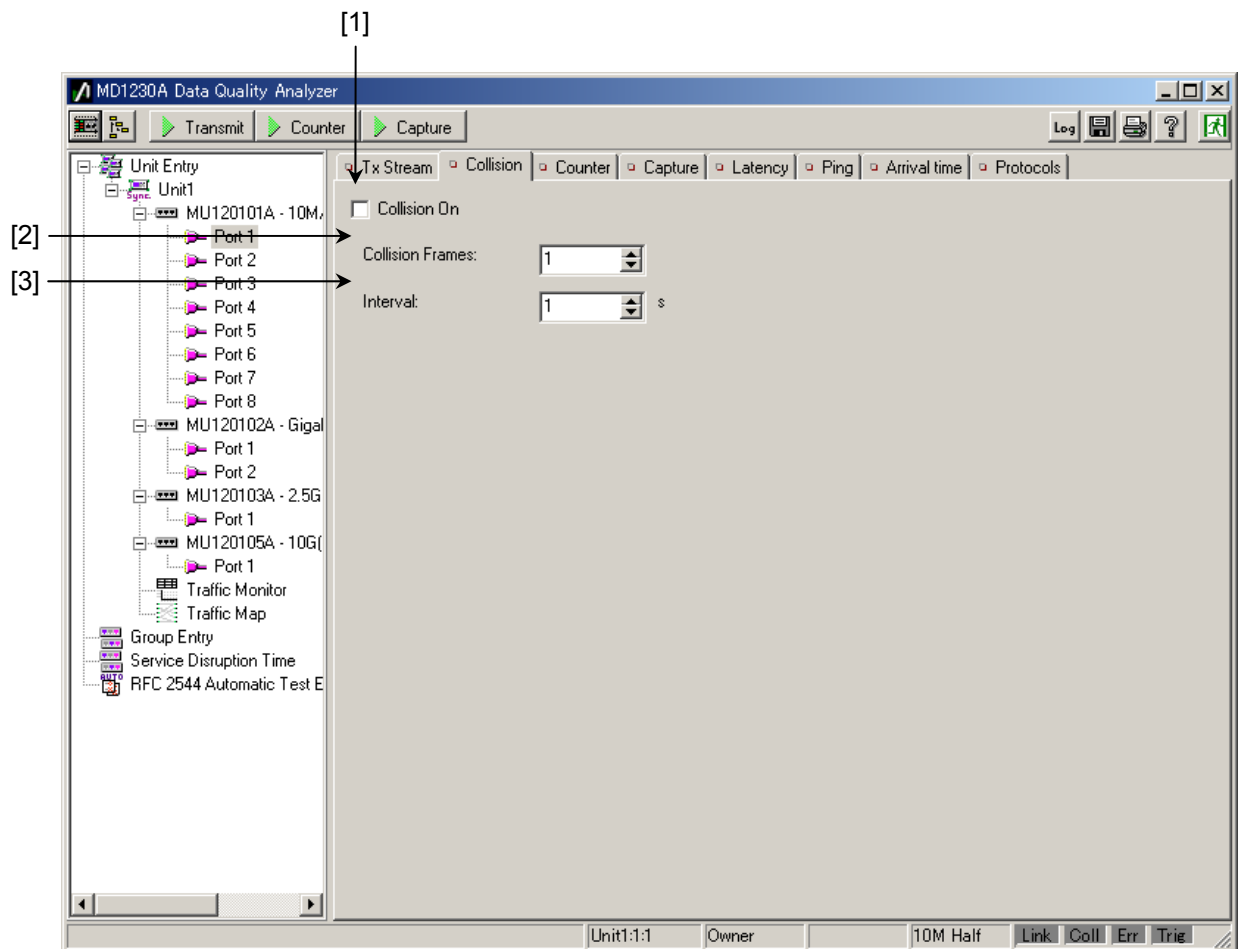 [1]
MD1230A Data Quality Analyzer
Transmit Counter Capture Log
Unit Entry
Unit1
Sync.
MU120101A - 10M/
Port 1
Port 2
Port 3
Port 4
Port 5
Port 6
Port 7
Port 8
MU120102A - Gigal
Port 1
Port 2
MU120103A - 2.5G
Port 1
MU120105A - 10G(
Port 1
Traffic Monitor
Traffic Map
Group Entry
Service Disruption Time
AUTO
RFC 2544 Automatic Test E
[2]
[3]
Tx Stream Collision Counter Capture Latency Ping Arrival time Protocols
Collision On
Collision Frames: 1
Interval: 1 s
Unit1:1:1 Owner 10M Half Link Coll Err Trig